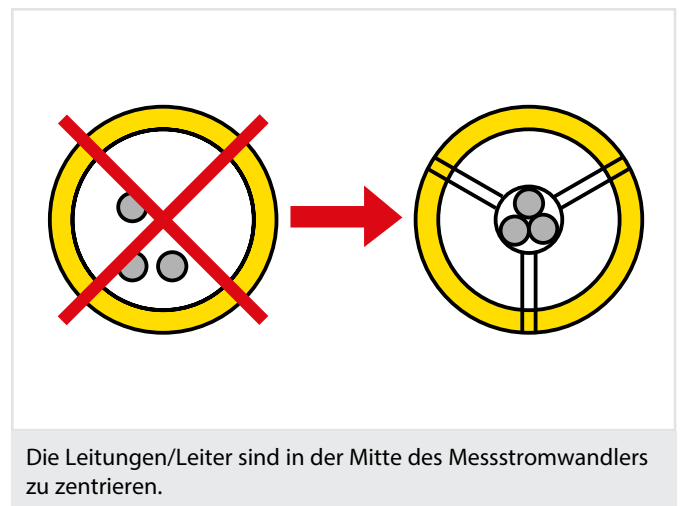 Die Leitungen/Leiter sind in der Mitte des Messstromwandlers
zu zentrieren.